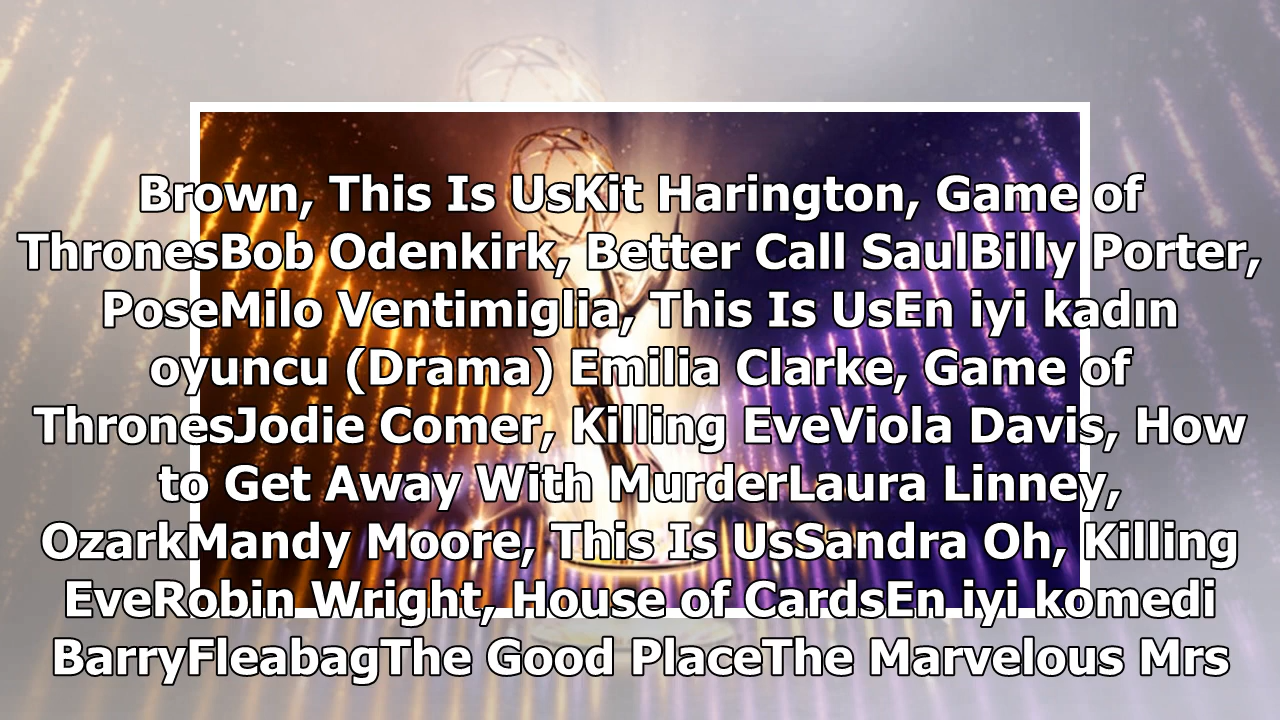 Brown, This Is UsKit Harington, Game of
ThronesBob Odenkirk, Better Call SaulBilly Porter,
PoseMilo Ventimiglia, This Is UsEn iyi kadın
oyuncu (Drama) Emilia Clarke, Game of
ThronesJodie Comer, Killing EveViola Davis, How
to Get Away With MurderLaura Linney,
OzarkMandy Moore, This Is UsSandra Oh, Killing
EveRobin Wright, House of CardsEn iyi komedi
BarryFleabagThe Good PlaceThe Marvelous Mrs